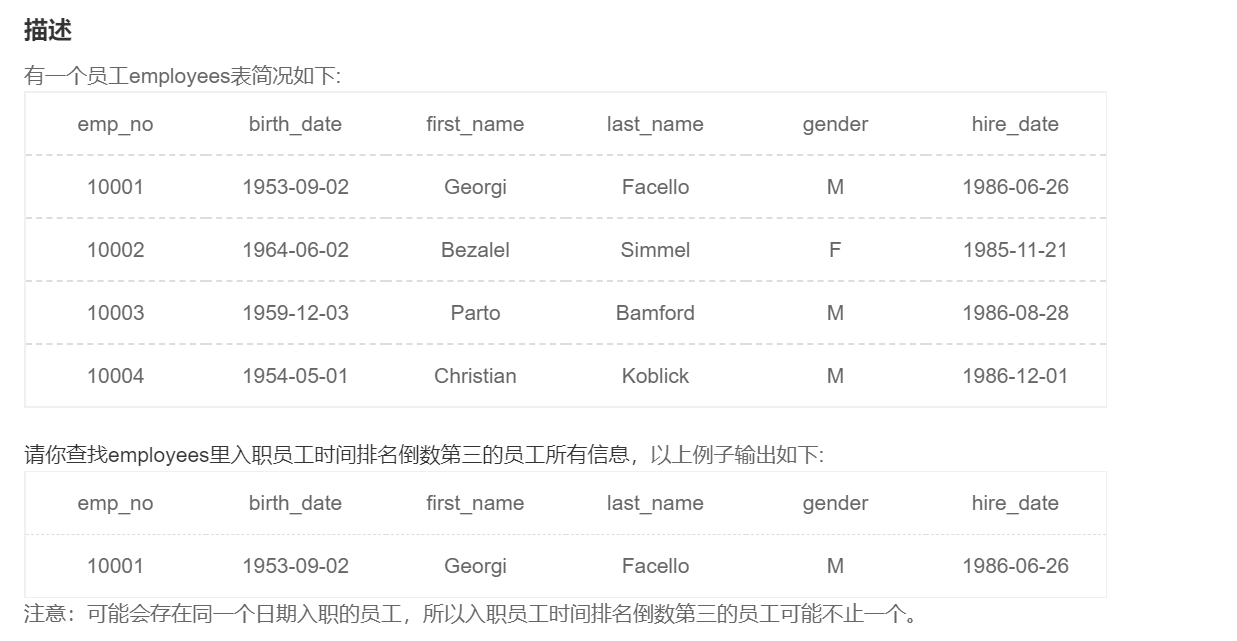 描述
有一个员工employees表简况如下:
emp_no birth_date first_name last_name gender hire_date
10001 1953-09-02 Georgi Facello M 1986-06-26
10002 1964-06-02 Bezalel Simmel F 1985-11-21
10003 1959-12-03 Parto Bamford M 1986-08-28
10004 1954-05-01 Christian Koblick M 1986-12-01
请你查找employees里入职员工时间排名倒数第三的员工所有信息，以上例子输出如下:
emp_no birth_date first_name last_name gender hire_date
10001 1953-09-02 Georgi Facello M 1986-06-26
注意：可能会存在同一个日期入职的员工，所以入职员工时间排名倒数第三的员工可能不止一个。